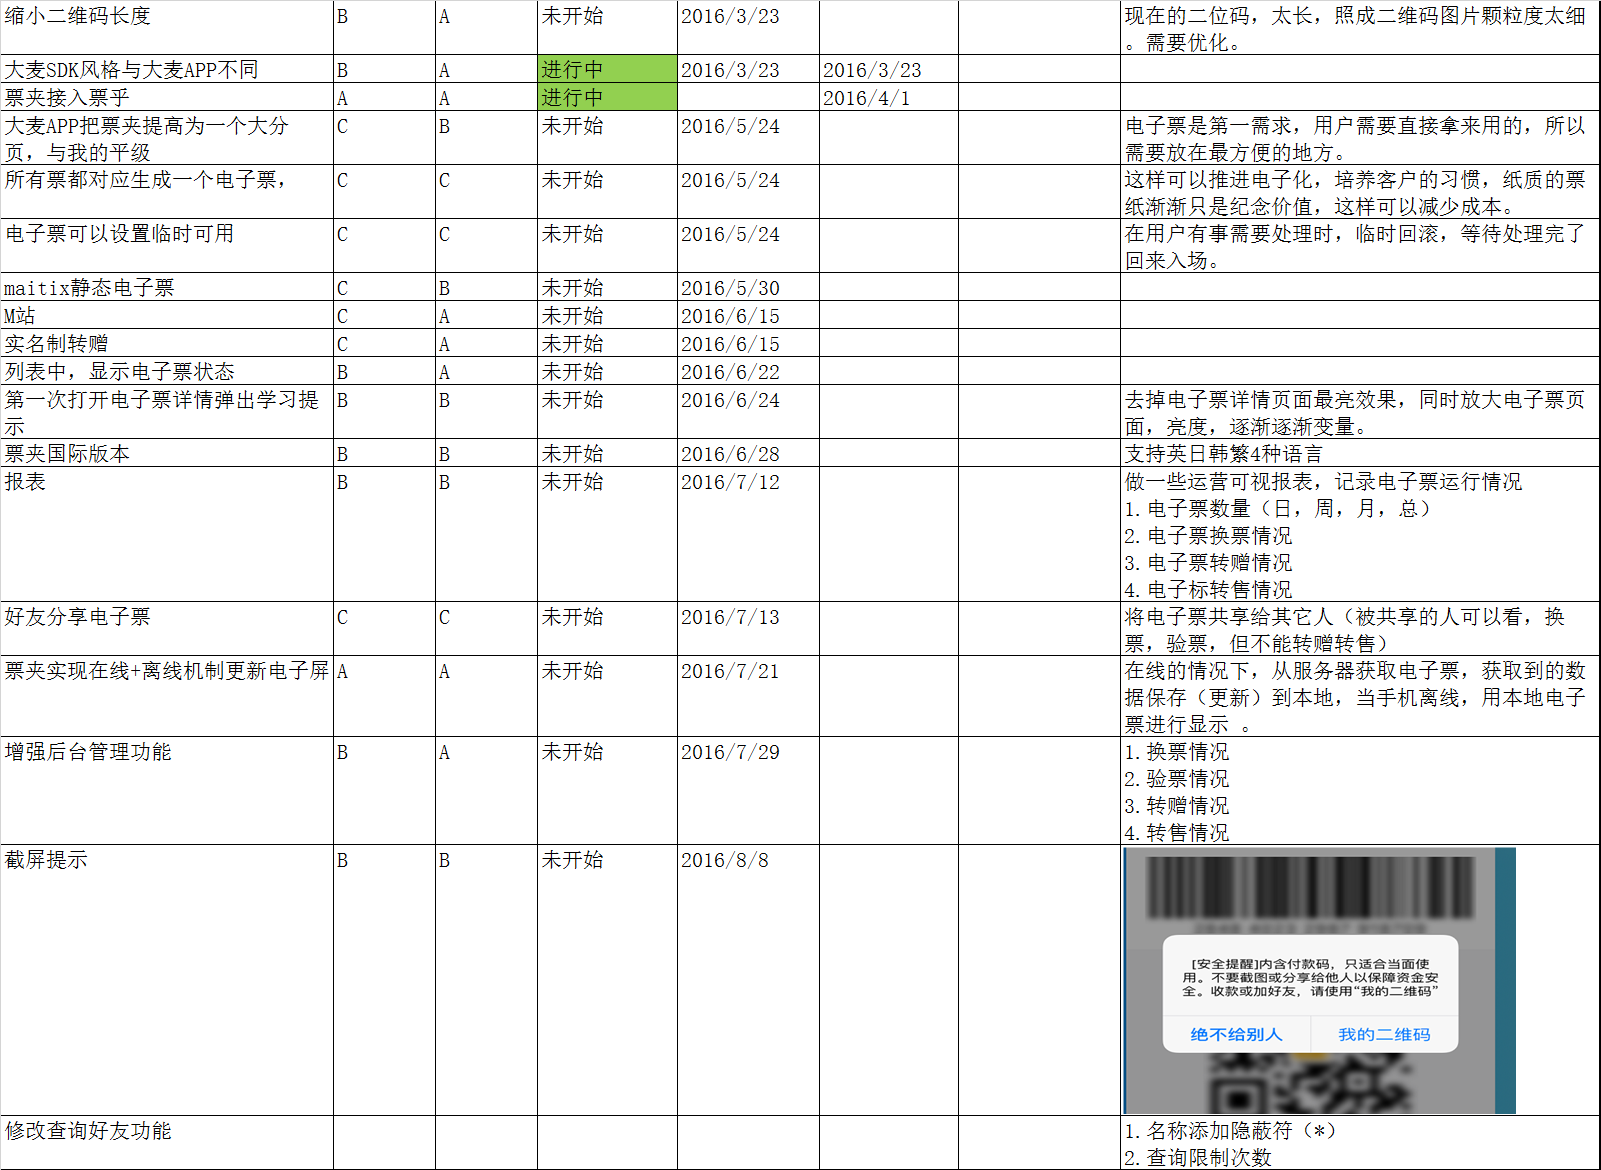 缩小二维码长度 B A 未开始 2016/3/23 现在的二位码，太长，照成二维码图片颗粒度太细
。需要优化。
大麦SDK风格与大麦APP不同 B A 进行中 2016/3/23 2016/3/23
票夹接入票乎 A A 进行中 2016/4/1
大麦APP把票夹提高为一个大分 C B 未开始 2016/5/24 电子票是第一需求，用户需要直接拿来用的，所以
页，与我的平级 需要放在最方便的地方。
所有票都对应生成一个电子票， C C 未开始 2016/5/24 这样可以推进电子化，培养客户的习惯，纸质的票
纸渐渐只是纪念价值，这样可以减少成本。
电子票可以设置临时可用 C C 未开始 2016/5/24 在用户有事需要处理时，临时回滚，等待处理完了
回来入场。
maitix静态电子票 C B 未开始 2016/5/30
M站 C A 未开始 2016/6/15
实名制转赠 C A 未开始 2016/6/15
列表中，显示电子票状态 B A 未开始 2016/6/22
第一次打开电子票详情弹出学习提 B B 未开始 2016/6/24 去掉电子票详情页面最亮效果，同时放大电子票页
示 面，亮度，逐渐逐渐变量。
票夹国际版本 B B 未开始 2016/6/28 支持英日韩繁4种语言
报表 B B 未开始 2016/7/12 做一些运营可视报表，记录电子票运行情况
1.电子票数量（日，周，月，总）
2.电子票换票情况
3.电子票转赠情况
4.电子标转售情况
好友分享电子票 C C 未开始 2016/7/13 将电子票共享给其它人（被共享的人可以看，换
票，验票，但不能转赠转售）
票夹实现在线+离线机制更新电子屏 A A 未开始 2016/7/21 在线的情况下，从服务器获取电子票，获取到的数
据保存（更新）到本地，当手机离线，用本地电子
票进行显示 。
增强后台管理功能 B A 未开始 2016/7/29 1.换票情况
2.验票情况
3.转赠情况
4.转售情况
截屏提示 B B 未开始 2016/8/8
[安全提醒]内含付款码，只适合当面使
用。不要截图或分享给他人以保障资金安
全。收款或加好友，请使用“我的二维码”
绝不给别人 我的二维码
修改查询好友功能 1.名称添加隐蔽符（*）
2.查询限制次数